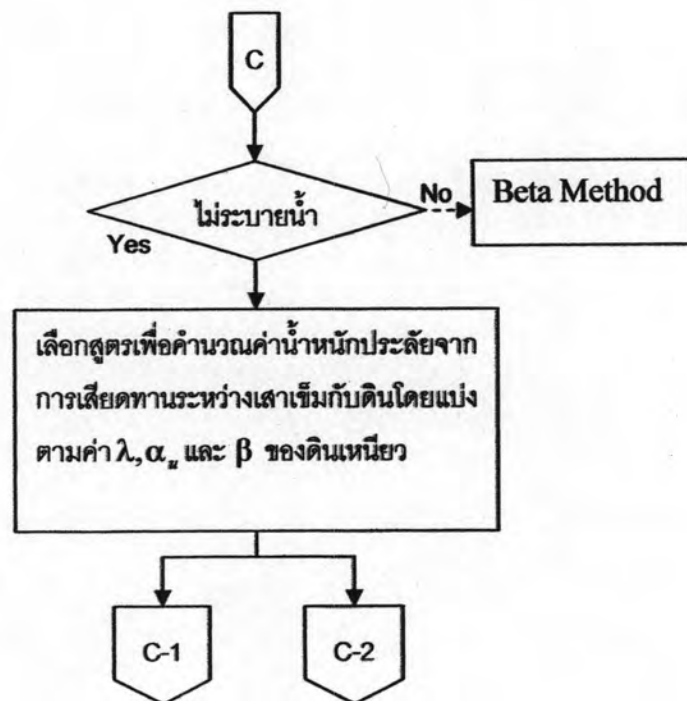 C
ไม่ระบายน้ำ
No
Beta Method
Yes
เลือกสูตรเพื่อคำนวณค่าน้ำหนักประลัยจาก
การเสียดทานระหว่างเสาเข็มกับดินโดยแบ่ง
ตามค่า λ, αᵤ และ β ของดินเหนียว
C-1
C-2